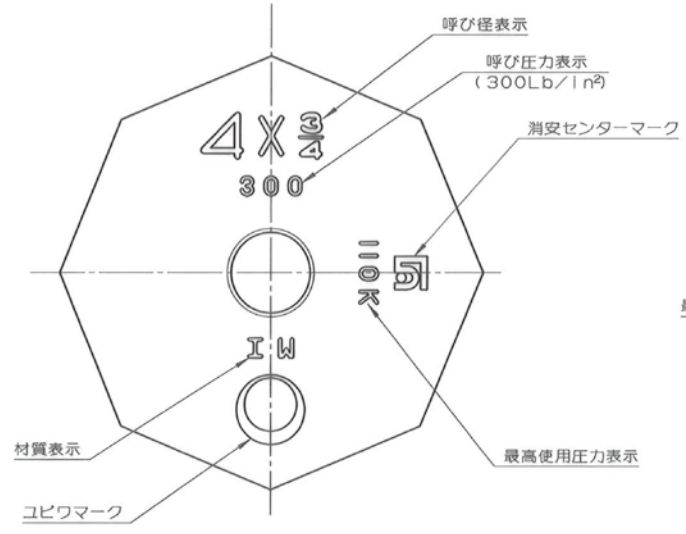 呼び径表示
呼び圧力表示
(300Lb/In²)
消安センターマーク
4×3/4
300
110K
IW
材質表示
最高使用圧力表示
ユビワマーク